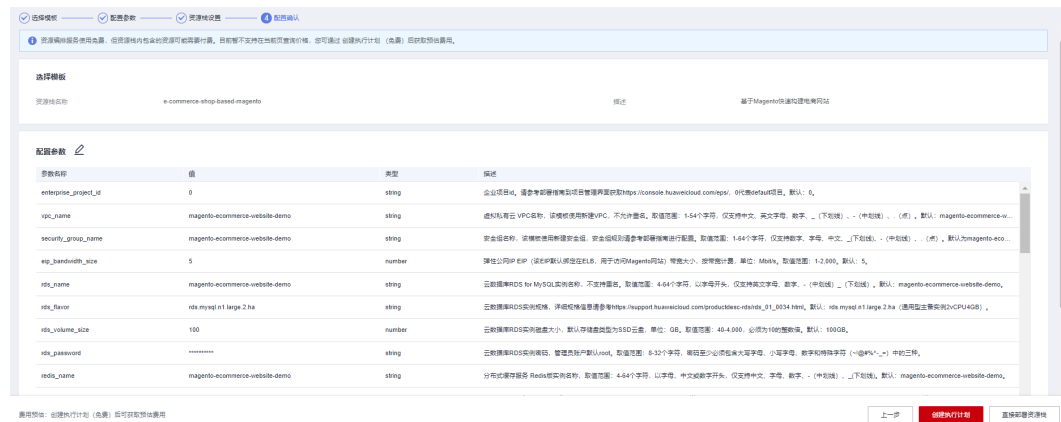 选择模板
配置参数
资源栈设置
4 配置确认
资源编排服务使用免费，但资源栈内包含的资源可能需要付费。目前暂不支持在当前页查询价格，您可通过 创建执行计划 （免费）后获取预估费用。
选择模板
资源栈名称 e-commerce-shop-based-magento 描述 基于Magento快速构建电商网站
配置参数
参数名称 值 类型 描述
enterprise_project_id 0 string 企业项目id，请参考部署指南到项目管理界面获取https://console.huaweicloud.com/eps/，0代表default项目。默认：0。
vpc_name magento-ecommerce-website-demo string 虚拟私有云 VPC名称，该模板使用新建VPC，不允许重名。取值范围：1-54个字符，仅支持中文、英文字母、数字、_（下划线）、-（中划线）、.（点）。默认：magento-ecommerce-w...
security_group_name magento-ecommerce-website-demo string 安全组名称，该模板使用新建安全组，安全组规则请参考部署指南进行配置。取值范围：1-64个字符，仅支持数字、字母、中文、_(下划线)、-（中划线）、.（点）。默认为magento-eco...
eip_bandwidth_size 5 number 弹性公网IP EIP（该EIP默认绑定在ELB，用于访问Magento网站）带宽大小，按带宽计费，单位：Mbit/s。取值范围：1-2,000。默认：5。
rds_name magento-ecommerce-website-demo string 云数据库RDS for MySQL实例名称，不支持重名。取值范围：4-64个字符，以字母开头，仅支持英文字母、数字、-（中划线）_（下划线）。默认：magento-ecommerce-website-demo。
rds_flavor rds.mysql.n1.large.2.ha string 云数据库RDS实例规格，详细规格信息请参考https://support.huaweicloud.com/productdesc-rds/rds_01_0034.html。默认：rds.mysql.n1.large.2.ha（通用型主备实例2vCPU4GB）。
rds_volume_size 100 number 云数据库RDS实例磁盘大小，默认存储盘类型为SSD云盘，单位：GB。取值范围：40-4,000，必须为10的整数倍。默认：100GB。
rds_password ********** string 云数据库RDS实例密码，管理员账户默认root。取值范围：8-32个字符，密码至少必须包含大写字母、小写字母、数字和特殊字符（~!@#%^*-_=）中的三种。
redis_name magento-ecommerce-website-demo string 分布式缓存服务 Redis版实例名称，取值范围：4-64个字符，以字母、中文或数字开头，仅支持中文、字母、数字、-（中划线）、_(下划线)。默认：magento-ecommerce-website-demo。
费用预估：创建执行计划（免费）后可获取预估费用
上一步 创建执行计划 直接部署资源栈